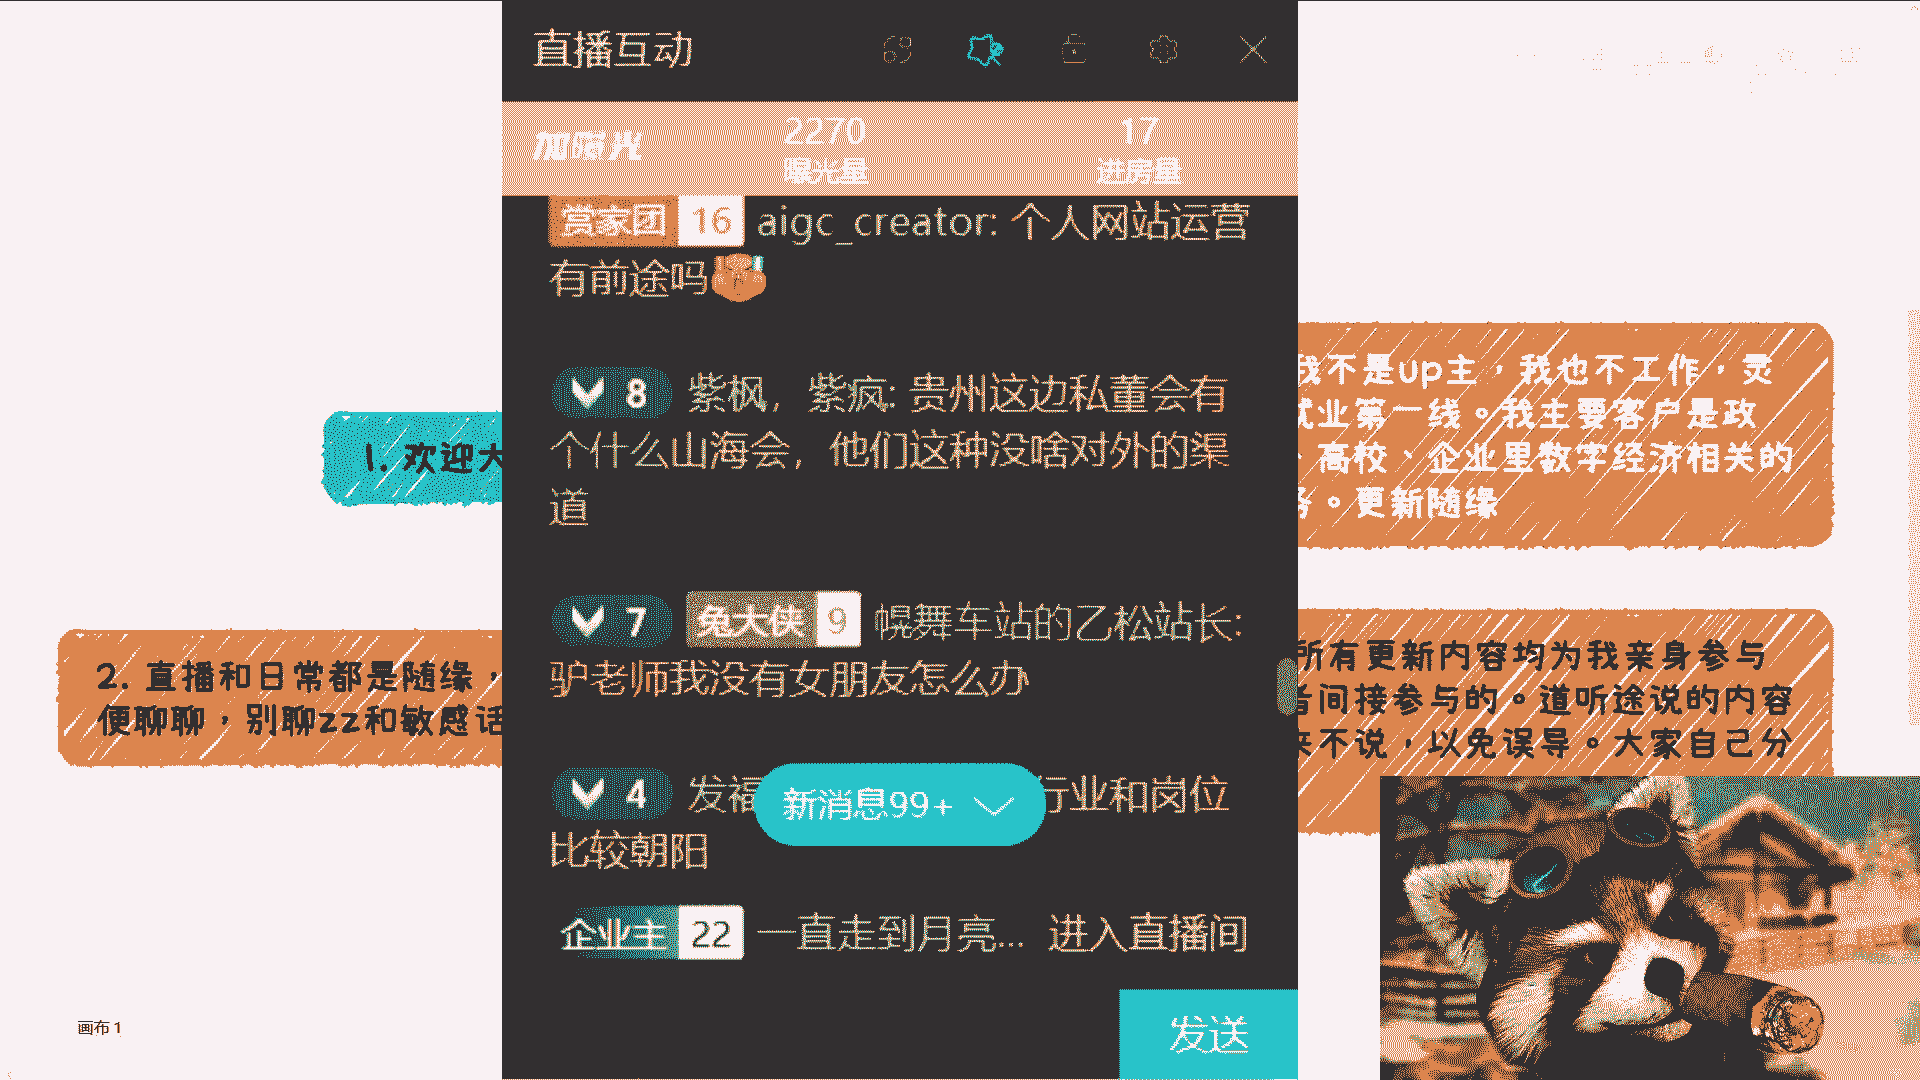 直播互动
加曝光
2270
曝光量
17
进房量
赏家团 16 aigc_creator: 个人网站运营
有前途吗
8 紫枫，紫疯: 贵州这边私董会有
个什么山海会，他们这种没啥对外的渠
道
7 兔大侠 9 幌舞车站的乙松站长:
驴老师我没有女朋友怎么办
4 发福
行业和岗位
比较朝阳
新消息99+
企业主 22 一直走到月亮... 进入直播间
发送
1. 欢迎大
2. 直播和日常都是随缘，
便聊聊，别聊zz和敏感话
我不是up主，我也不工作，灵
就业第一线。我主要客户是政
、高校、企业里数字经济相关的
务。更新随缘
所有更新内容均为我亲身参与
者间接参与的。道听途说的内容
来不说，以免误导。大家自己分
画布 1